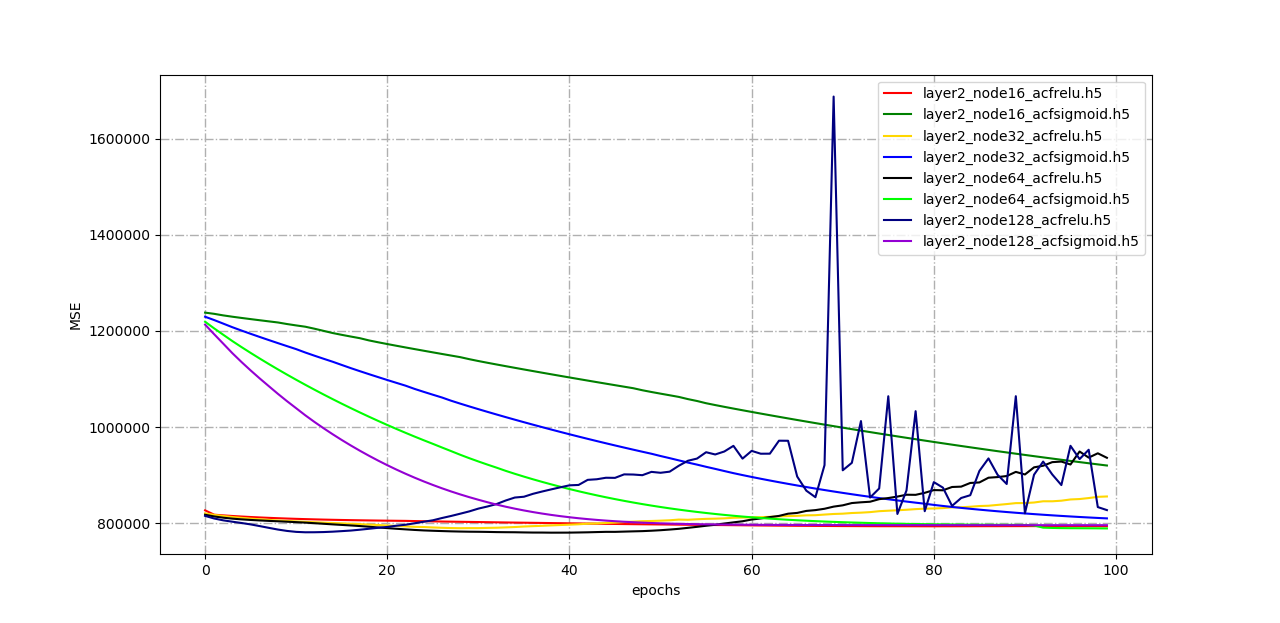 layer2_node16_acfrelu.h5
layer2_node16_acfsigmoid.h5
layer2_node32_acfrelu.h5
layer2_node32_acfsigmoid.h5
layer2_node64_acfrelu.h5
layer2_node64_acfsigmoid.h5
layer2_node128_acfrelu.h5
layer2_node128_acfsigmoid.h5
1600000
1400000
1200000
1000000
800000
MSE
0 20 40 60 80 100
epochs